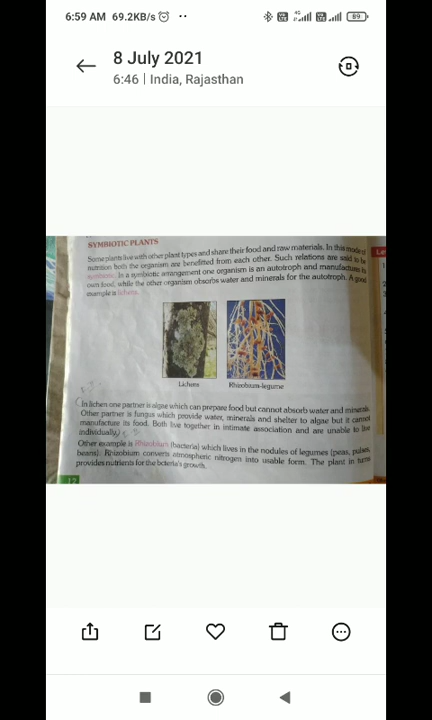 6:59 AM 69.2KB/s
89
8 July 2021
6:46 | India, Rajasthan
SYMBIOTIC PLANTS
Some plants live with other plant types and share their food and raw materials. In this mode of
nutrition both the organism are benefitted from each other. Such relations are said to be
symbiotic. In a symbiotic arrangement one organism is an autotroph and manufacture its
own food, while the other organism absorbs water and minerals for the autotroph. A good
example is lichens.
Lichens
Rhizobium-legume
In lichen one partner is algae which can prepare food but cannot absorb water and minerals.
Other partner is fungus which provide water, minerals and shelter to algae but it cannot
manufacture its food. Both live together in intimate association and are unable to live
individually.
Other example is Rhizobium (bacteria) which lives in the nodules of legumes (peas, pulses,
beans). Rhizobium converts atmospheric nitrogen into usable form. The plant in turn
provides nutrients for the bcteria's growth.
12